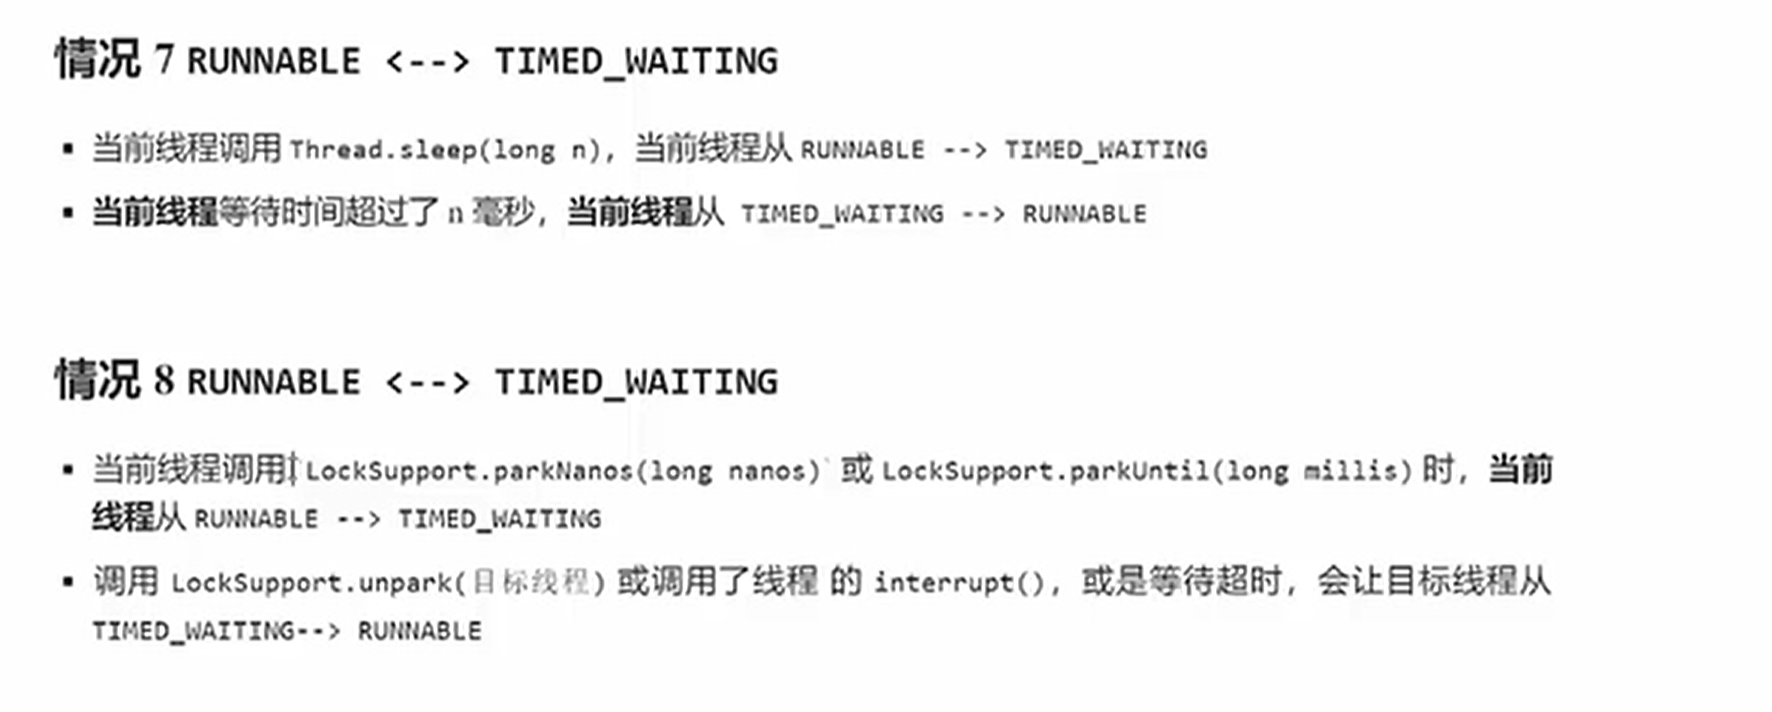 情况 7 RUNNABLE <--> TIMED_WAITING
▪ 当前线程调用 Thread.sleep(long n)，当前线程从 RUNNABLE --> TIMED_WAITING
▪ 当前线程等待时间超过了 n 毫秒，当前线程从 TIMED_WAITING --> RUNNABLE
情况 8 RUNNABLE <--> TIMED_WAITING
▪ 当前线程调用 LockSupport.parkNanos(long nanos)` 或 LockSupport.parkUntil(long millis) 时，当前
线程从 RUNNABLE --> TIMED_WAITING
▪ 调用 LockSupport.unpark(目标线程) 或调用了线程 的 interrupt()，或是等待超时，会让目标线程从
TIMED_WAITING--> RUNNABLE